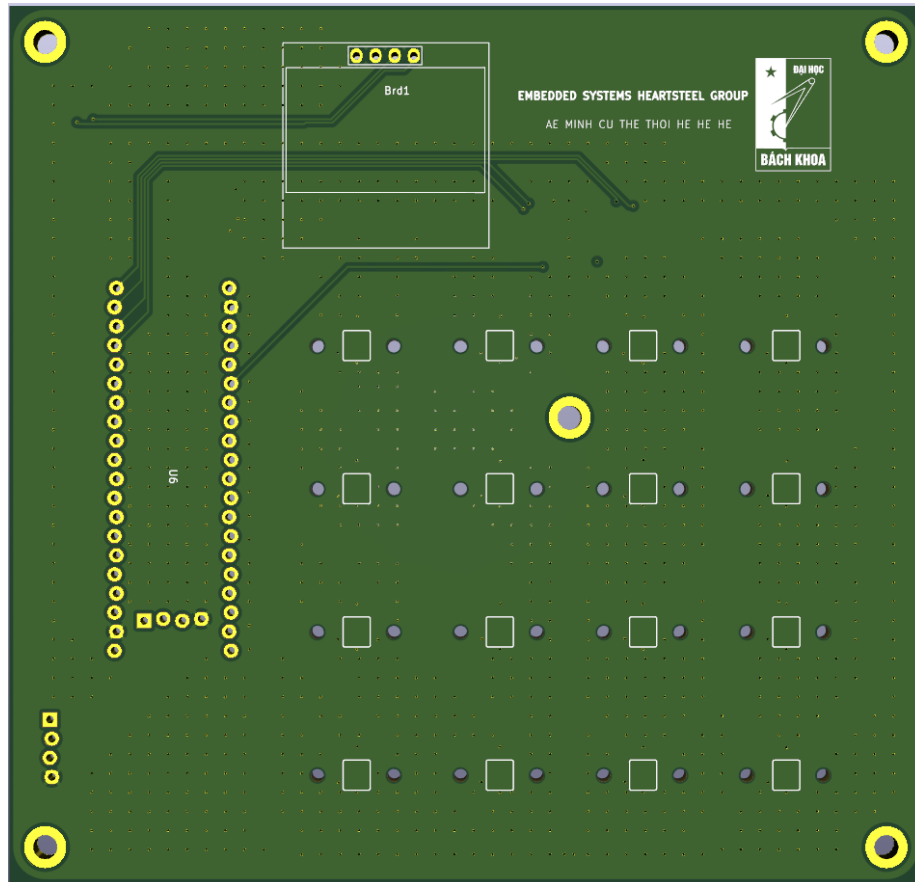 Brd1
EMBEDDED SYSTEMS HEARTSTEEL GROUP
AE MINH CU THE THOI HE HE HE
ĐẠI HỌC
BÁCH KHOA
U6